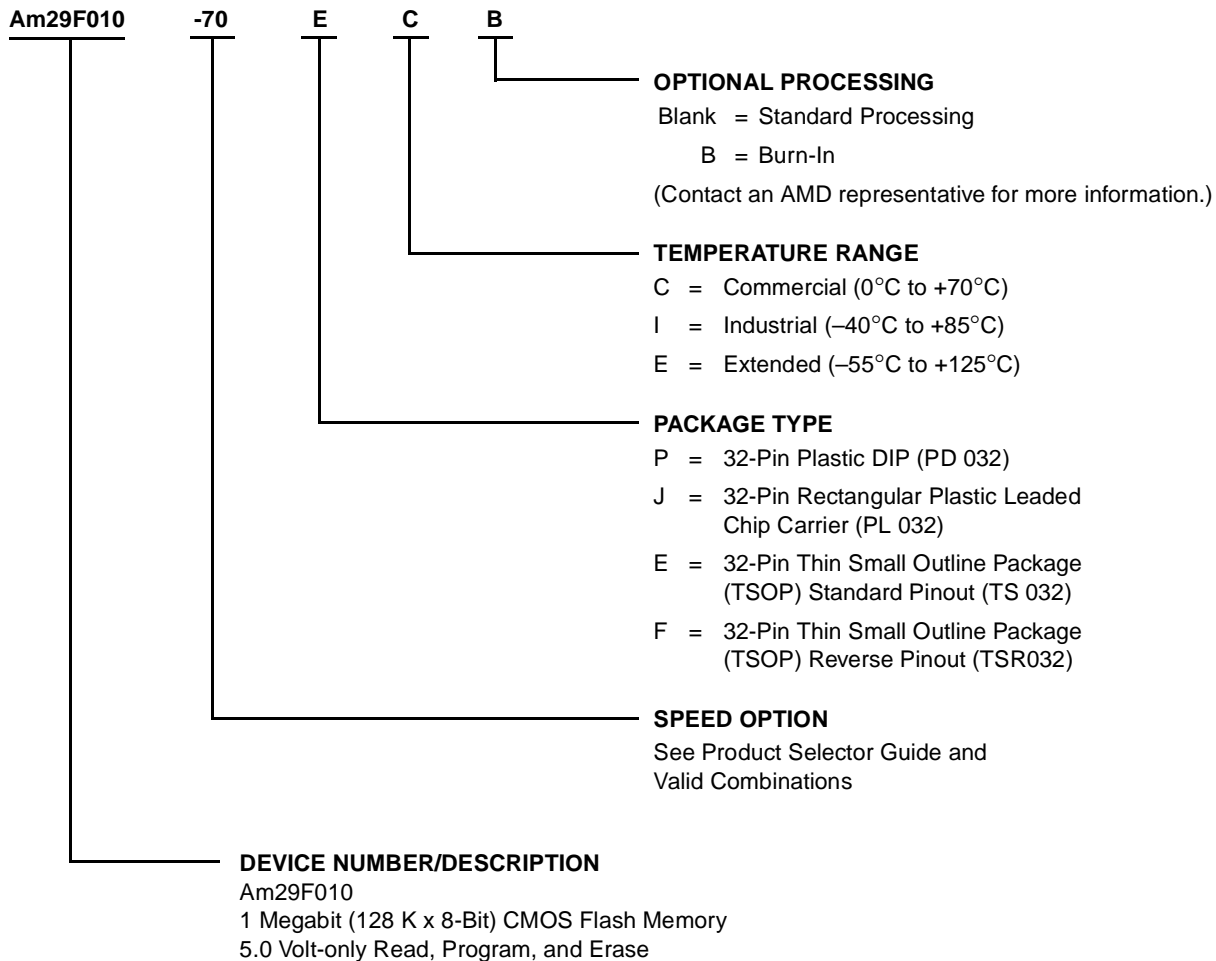 Am29F010 -70 E C B
OPTIONAL PROCESSING
Blank = Standard Processing
B = Burn-In
(Contact an AMD representative for more information.)
TEMPERATURE RANGE
C = Commercial (0°C to +70°C)
I = Industrial (–40°C to +85°C)
E = Extended (–55°C to +125°C)
PACKAGE TYPE
P = 32-Pin Plastic DIP (PD 032)
J = 32-Pin Rectangular Plastic Leaded
Chip Carrier (PL 032)
E = 32-Pin Thin Small Outline Package
(TSOP) Standard Pinout (TS 032)
F = 32-Pin Thin Small Outline Package
(TSOP) Reverse Pinout (TSR032)
SPEED OPTION
See Product Selector Guide and
Valid Combinations
DEVICE NUMBER/DESCRIPTION
Am29F010
1 Megabit (128 K x 8-Bit) CMOS Flash Memory
5.0 Volt-only Read, Program, and Erase